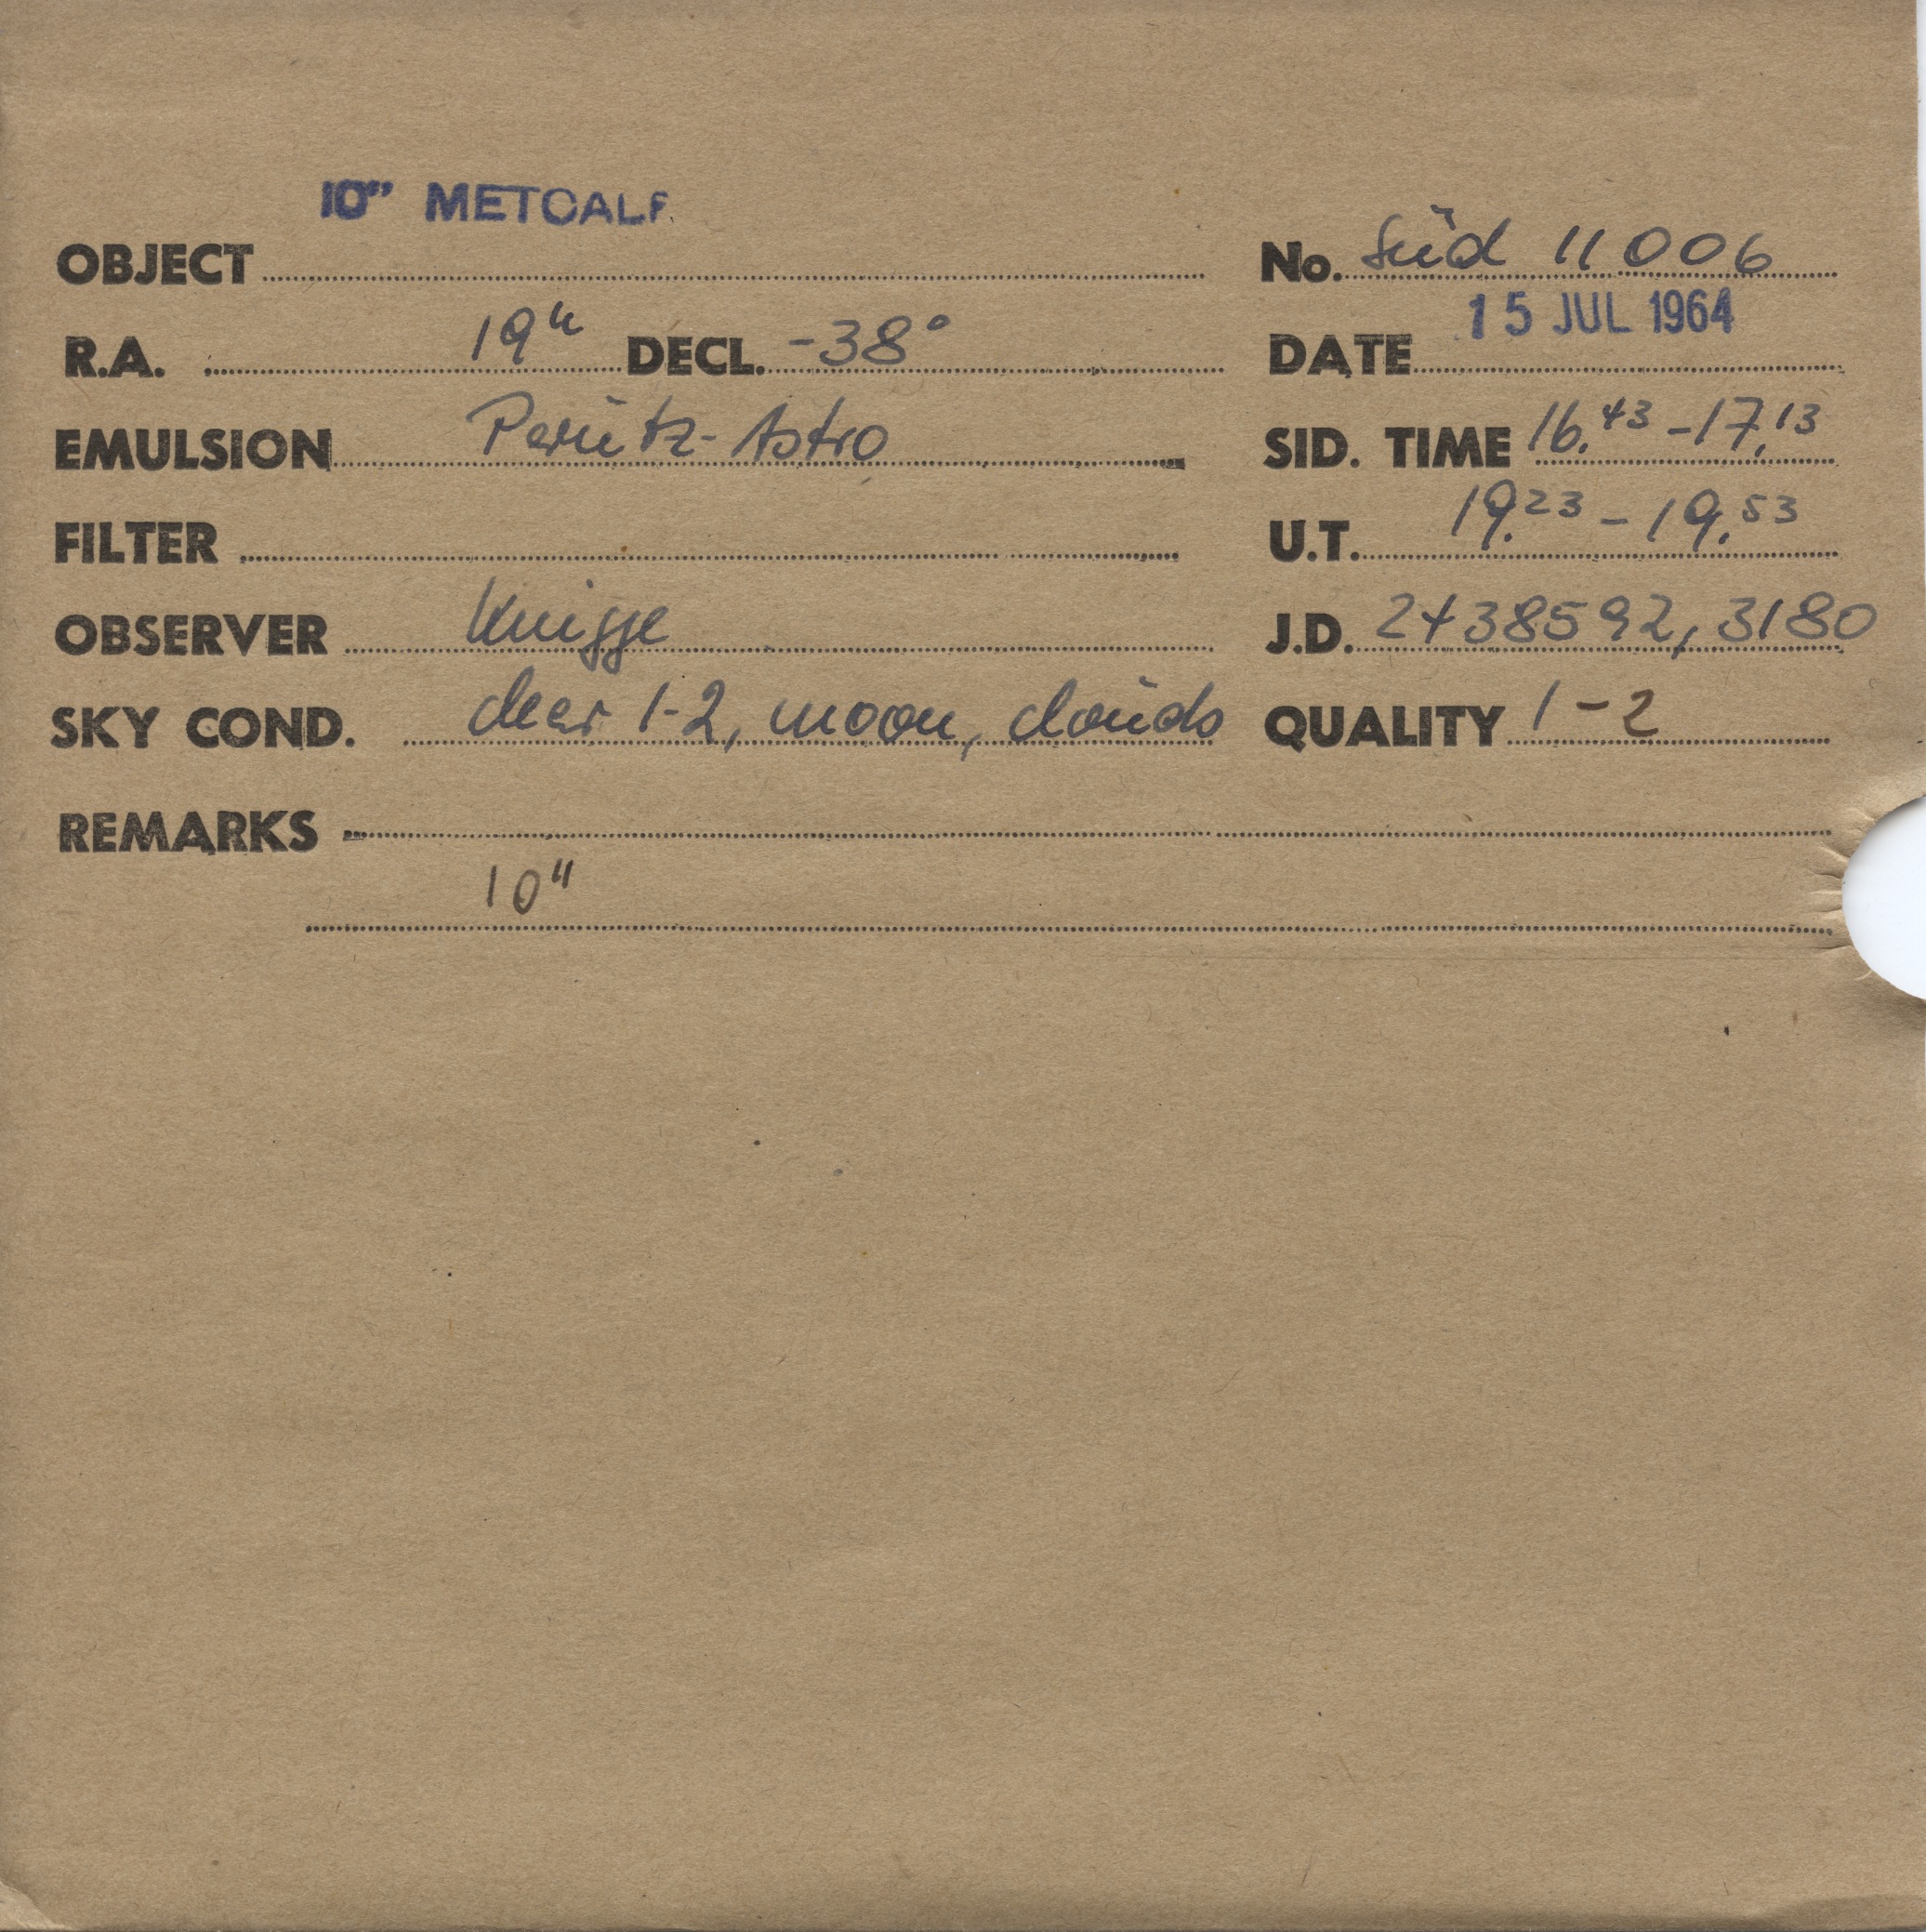 10" METCALF
OBJECT No. Süd 11006
R.A. 19h DECL. -38° DATE 15 JUL 1964
EMULSION Perutz-Astro SID. TIME 16.43 - 17.13
FILTER U.T. 19.23 - 19.53
OBSERVER Knigge J.D. 2438592,3180
SKY COND. clear 1-2, moon, clouds QUALITY 1-2
REMARKS
10"